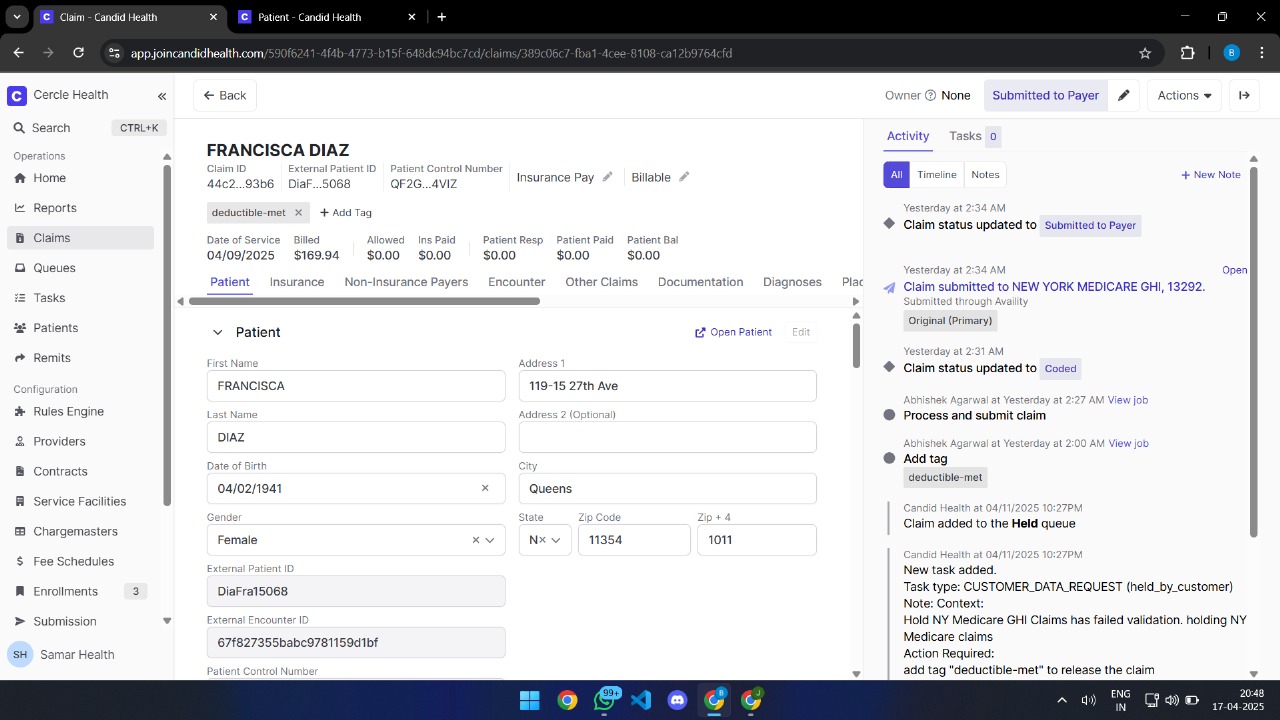 Claim - Candid Health
Patient - Candid Health
app.joincandidhealth.com/590f6241-4f4b-4773-b15f-648dc94bc7cd/claims/389c06c7-fba1-4cee-8108-ca12b9764cfd
B
C
Cercle Health
Search
CTRL+K
Operations
Home
Reports
Claims
Queues
Tasks
Patients
Remits
Configuration
Rules Engine
Providers
Contracts
Service Facilities
Chargemasters
Fee Schedules
Enrollments 3
Submission
SH Samar Health
Back
Owner None
Submitted to Payer
Actions
FRANCISCA DIAZ
Claim ID External Patient ID Patient Control Number
44c2...93b6 DiaF...5068 QF2G...4VIZ Insurance Pay Billable
deductible-met + Add Tag
Date of Service Billed Allowed Ins Paid Patient Resp Patient Paid Patient Bal
04/09/2025 $169.94 $0.00 $0.00 $0.00 $0.00 $0.00
Patient Insurance Non-Insurance Payers Encounter Other Claims Documentation Diagnoses Plac
Patient
Open Patient
Edit
First Name Address 1
FRANCISCA 119-15 27th Ave
Last Name Address 2 (Optional)
DIAZ
Date of Birth City
04/02/1941 Queens
Gender State Zip Code Zip + 4
Female N 11354 1011
External Patient ID
DiaFra15068
External Encounter ID
67f827355babc9781159d1bf
Patient Control Number
Activity Tasks 0
All Timeline Notes + New Note
Yesterday at 2:34 AM
Claim status updated to Submitted to Payer
Yesterday at 2:34 AM Open
Claim submitted to NEW YORK MEDICARE GHI, 13292.
Submitted through Availity
Original (Primary)
Yesterday at 2:31 AM
Claim status updated to Coded
Abhishek Agarwal at Yesterday at 2:27 AM View job
Process and submit claim
Abhishek Agarwal at Yesterday at 2:00 AM View job
Add tag
deductible-met
Candid Health at 04/11/2025 10:27PM
Claim added to the Held queue
Candid Health at 04/11/2025 10:27PM
New task added.
Task type: CUSTOMER_DATA_REQUEST (held_by_customer)
Note: Context:
Hold NY Medicare GHI Claims has failed validation. holding NY
Medicare claims
Action Required:
add tag "deductible-met" to release the claim
99+
B
J
ENG
IN
20:48
17-04-2025